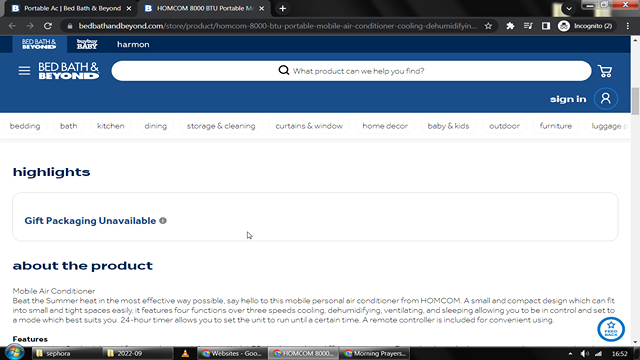 Portable Ac | Bed Bath & Beyond
HOMCOM 8000 BTU Portable M
bedbathandbeyond.com/store/product/homcom-8000-btu-portable-mobile-air-conditioner-cooling-dehumidifying...
Incognito (2)
BED BATH & BEYOND
buybuy BABY
harmon
BED BATH & BEYOND
What product can we help you find?
sign in
bedding
bath
kitchen
dining
storage & cleaning
curtains & window
home decor
baby & kids
outdoor
furniture
luggage
highlights
Gift Packaging Unavailable
about the product
Mobile Air Conditioner
Beat the Summer heat in the most effective way possible, say hello to this mobile personal air conditioner from HOMCOM. A small and compact design which can fit
into small and tight spaces easily, it features four functions over three speeds cooling, dehumidifying, ventilating, and sleeping allowing you to be in control and set to
a mode which best suits you. 24-hour timer allows you to set the unit to run until a certain time. A remote controller is included for convenient using.
Features
FEED BACK
sephora
2022-09
Websites - Goo...
HOMCOM 8000...
Morning Prayers...
16:52